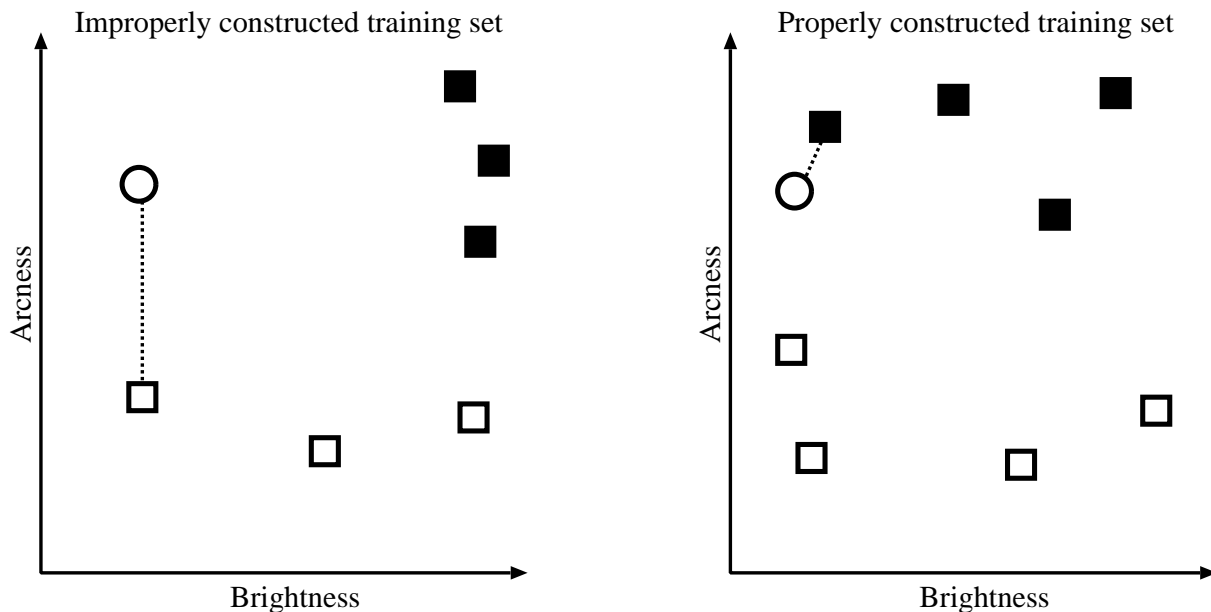 Improperly constructed training set
Arcness
Brightness
Properly constructed training set
Arcness
Brightness